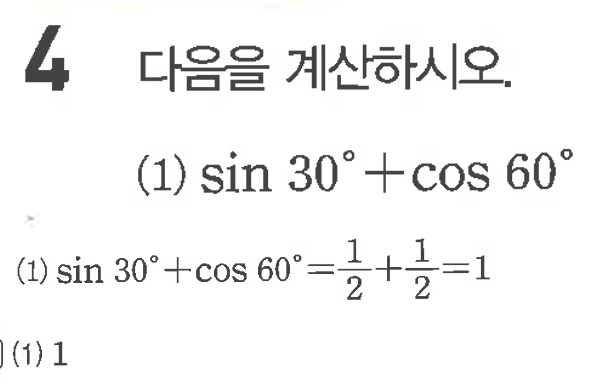 4 다음을 계산하시오.
(1) sin 30°+cos 60°
(1) sin 30°+cos 60°=1/2+1/2=1
(1) 1